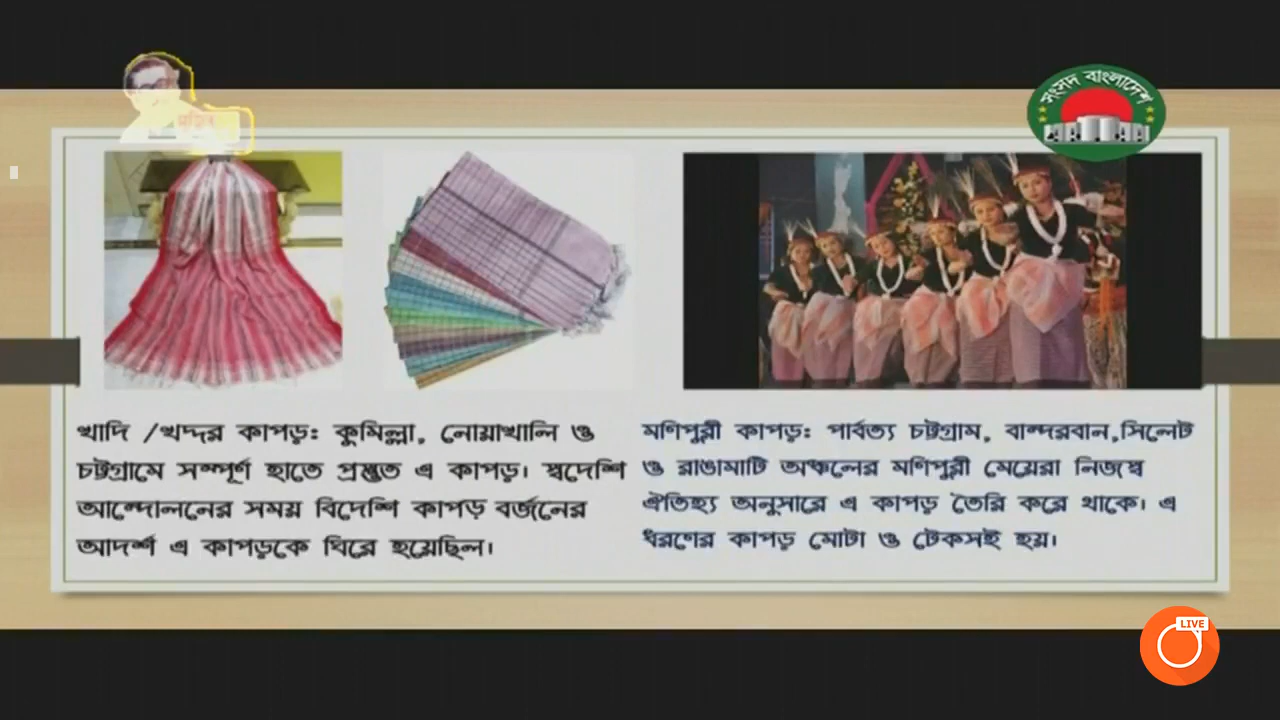 সংসদ বাংলাদেশ
খাদি /খদ্দর কাপড়ঃ কুমিল্লা, নোয়াখালি ও
চট্টগ্রামে সম্পূর্ণ হাতে প্রস্তুত এ কাপড়। স্বদেশি
আন্দোলনের সময় বিদেশি কাপড় বর্জনের
আদর্শ এ কাপড়কে ঘিরে হয়েছিল।
মণিপুরী কাপড়ঃ পার্বত্য চট্টগ্রাম, বান্দরবান,সিলেট
ও রাঙামাটি অঞ্চলের মণিপুরী মেয়েরা নিজস্ব
ঐতিহ্য অনুসারে এ কাপড় তৈরি করে থাকে। এ
ধরণের কাপড় মোটা ও টেকসই হয়।
LIVE